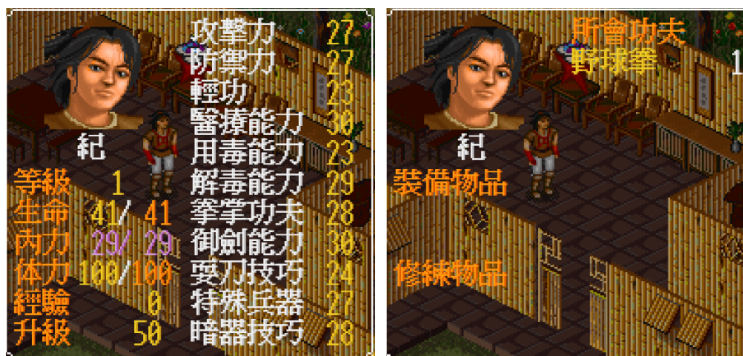 攻擊力 27
防禦力 27
輕功 23
醫療能力 30
用毒能力 23
解毒能力 29
拳掌功夫 28
御劍能力 30
耍刀技巧 24
特殊兵器 27
暗器技巧 28
紀
等級 1
生命 41/ 41
內力 29/ 29
体力 100/100
經驗 0
升級 50
所會功夫
野球拳 1
紀
裝備物品
修練物品